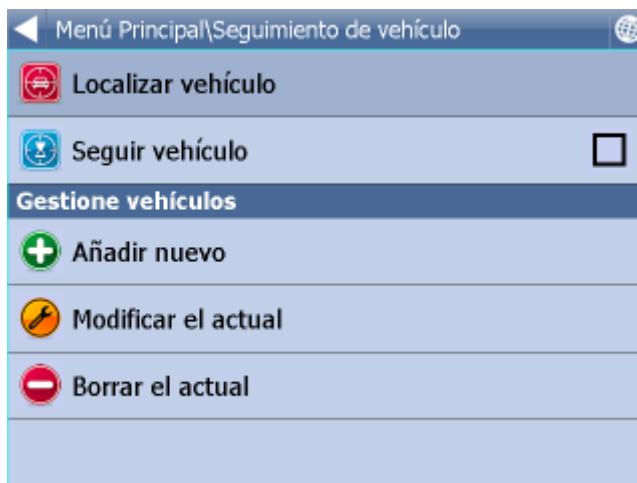 Menú Principal\Seguimiento de vehículo
Localizar vehículo
Seguir vehículo
Gestione vehículos
Añadir nuevo
Modificar el actual
Borrar el actual